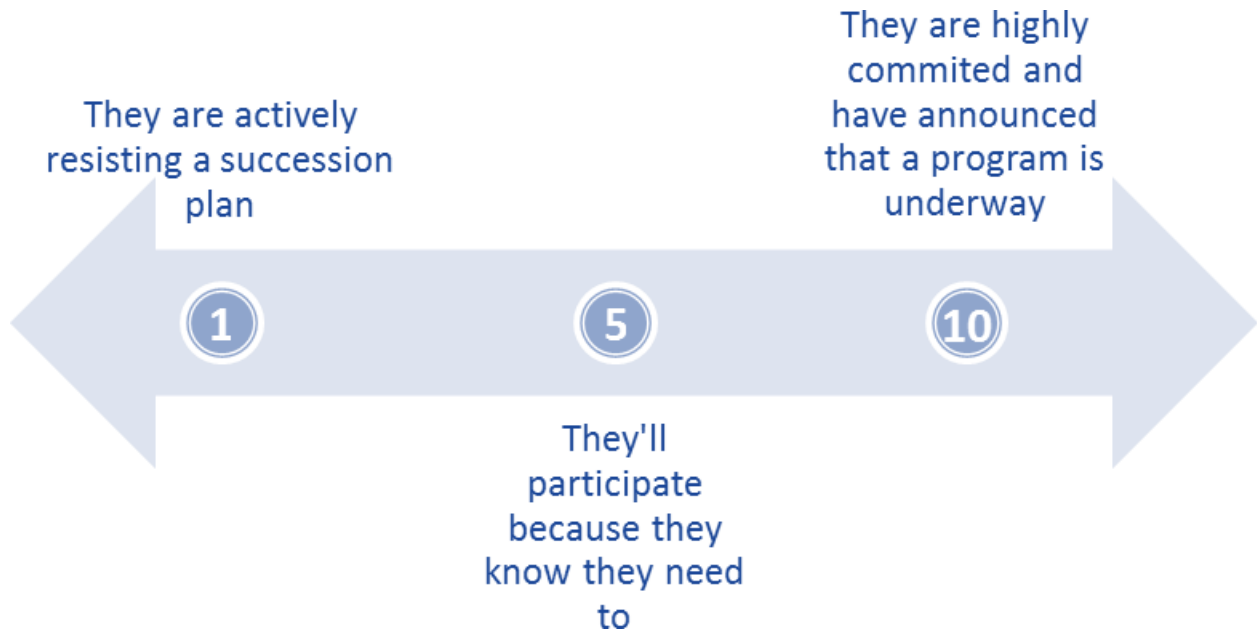 They are actively
resisting a succession
plan
They are highly
commited and
have announced
that a program is
underway
1
5
10
They'll
participate
because they
know they need
to